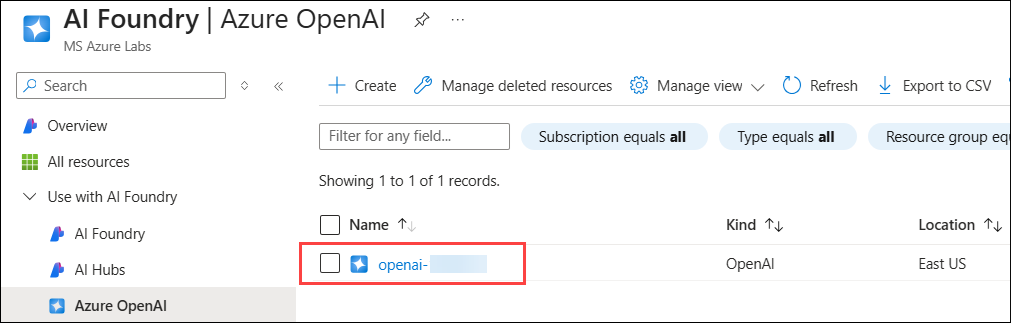 AI Foundry | Azure OpenAI
MS Azure Labs
Search
Create Manage deleted resources Manage view Refresh Export to CSV
Overview
All resources
Use with AI Foundry
AI Foundry
AI Hubs
Azure OpenAI
Filter for any field... Subscription equals all Type equals all Resource group equ
Showing 1 to 1 of 1 records.
Name Kind Location
openai- OpenAI East US